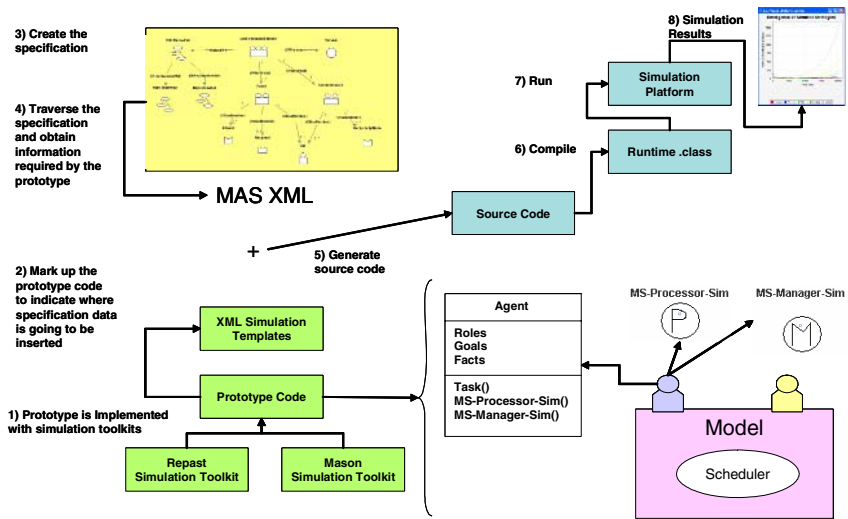 3) Create the
specification
4) Traverse the
specification
and obtain
information
required by the
prototype
MAS XML
+
5) Generate
source code
Source Code
6) Compile
Runtime .class
7) Run
Simulation
Platform
8) Simulation
Results
2) Mark up the
prototype code
to indicate where
specification data
is going to be
inserted
XML Simulation
Templates
Prototype Code
1) Prototype is Implemented
with simulation toolkits
Repast
Simulation Toolkit
Mason
Simulation Toolkit
Agent
Roles
Goals
Facts
Task()
MS-Processor-Sim()
MS-Manager-Sim()
MS-Processor-Sim
MS-Manager-Sim
P
M
Model
Scheduler